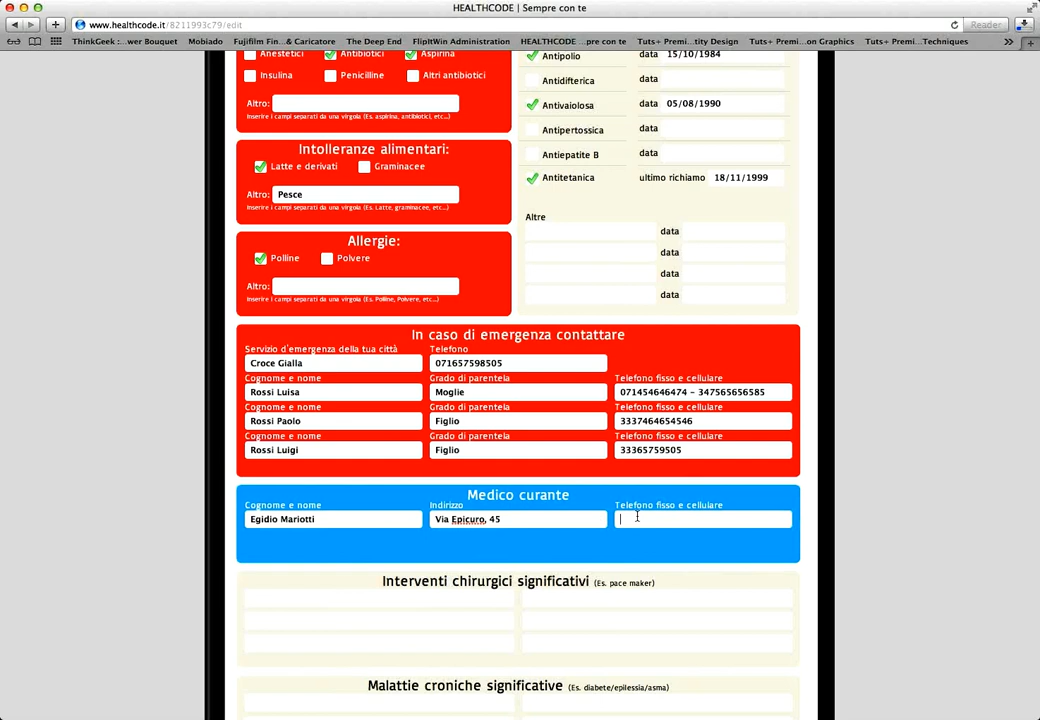 HEALTHCODE | Sempre con te
www.healthcode.it/8211993c79/edit
Reader
ThinkGeek :...wer Bouquet Mobiado Fujifilm Fin...& Caricatore The Deep End FlipItWin Administration HEALTHCODE ...pre con te Tuts+ Premi...tity Design Tuts+ Premi...on Graphics Tuts+ Premi...Techniques
Anestetici Antibiotici Aspirina
Insulina Penicilline Altri antibiotici
Altro:
Inserire i campi separati da una virgola (Es. aspirina, antibiotici, etc...)
Intolleranze alimentari:
Latte e derivati Graminacee
Altro: Pesce
Inserire i campi separati da una virgola (Es. Latte, graminacee, etc...)
Allergie:
Polline Polvere
Altro:
Inserire i campi separati da una virgola (Es. Polline, Polvere, etc...)
Antipolio data 15/10/1984
Antidifterica data
Antivaiolosa data 05/08/1990
Antipertossica data
Antiepatite B data
Antitetanica ultimo richiamo 18/11/1999
Altre
data
data
data
data
In caso di emergenza contattare
Servizio d'emergenza della tua città Telefono
Croce Gialla 071657598505
Cognome e nome Grado di parentela Telefono fisso e cellulare
Rossi Luisa Moglie 071454646474 - 347565656585
Cognome e nome Grado di parentela Telefono fisso e cellulare
Rossi Paolo Figlio 3337464654546
Cognome e nome Grado di parentela Telefono fisso e cellulare
Rossi Luigi Figlio 33365759505
Medico curante
Cognome e nome Indirizzo Telefono fisso e cellulare
Egidio Mariotti Via Epicuro, 45
Interventi chirurgici significativi (Es. pace maker)
Malattie croniche significative (Es. diabete/epilessia/asma)